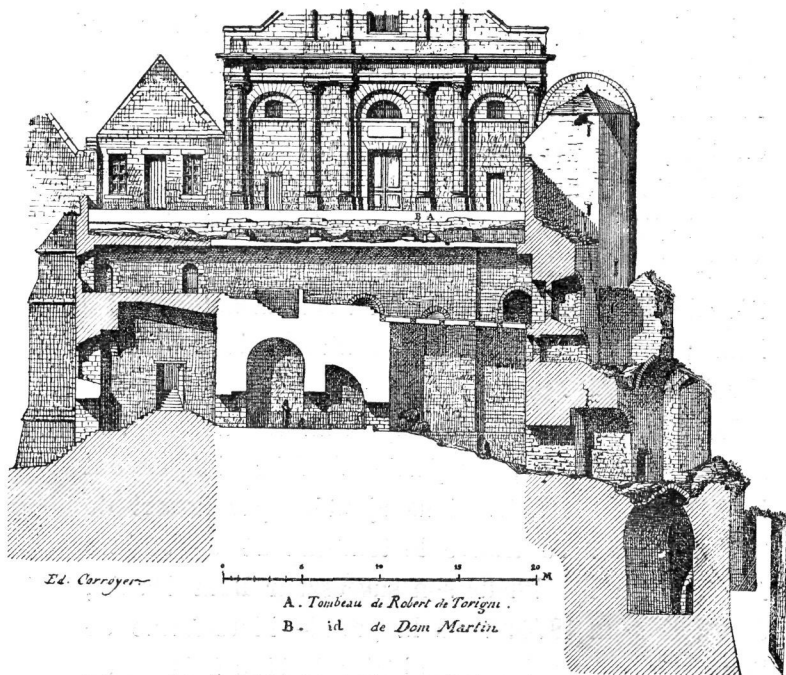 B A
0 5 10 15 20 M
Ed. Corroyer
A. Tombeau de Robert de Torigni.
B. id de Dom Martin.